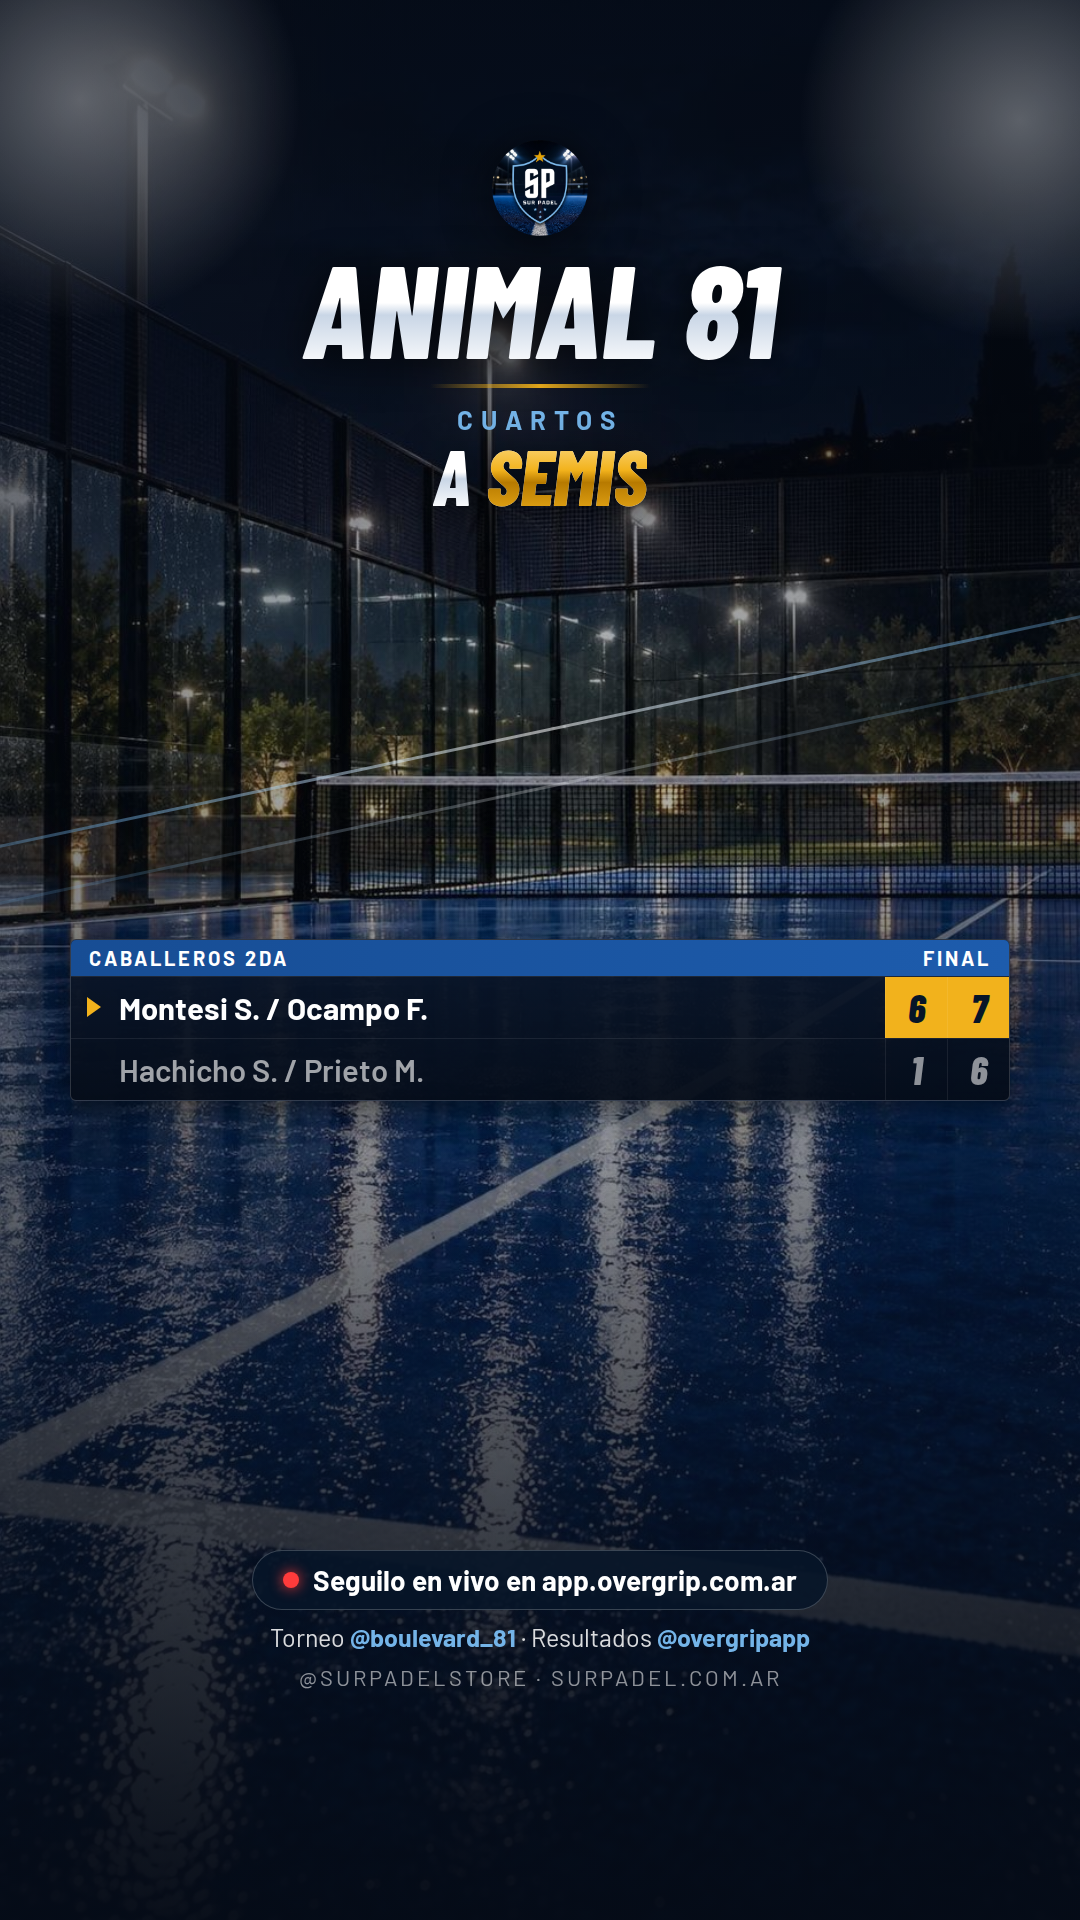 SP
SUR PADEL
ANIMAL 81
CUARTOS
A SEMIS
CABALLEROS 2DA FINAL
Montesi S. / Ocampo F. 6 7
Hachicho S. / Prieto M. 1 6
Seguilo en vivo en app.overgrip.com.ar
Torneo @boulevard_81 · Resultados @overgripapp
@SURPADELSTORE · SURPADEL.COM.AR